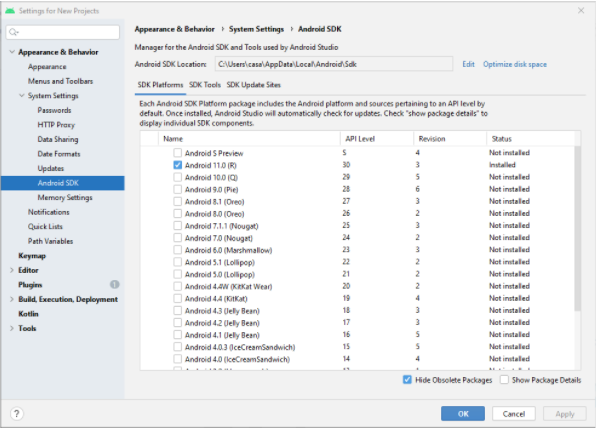 Settings for New Projects
Appearance & Behavior
Appearance
Menus and Toolbars
System Settings
Passwords
HTTP Proxy
Data Sharing
Date Formats
Updates
Android SDK
Memory Settings
Notifications
Quick Lists
Path Variables
Keymap
Editor
Plugins 1
Build, Execution, Deployment
Kotlin
Tools
Appearance & Behavior › System Settings › Android SDK
Manager for the Android SDK and Tools used by Android Studio
Android SDK Location: C:\Users\casa\AppData\Local\Android\Sdk Edit Optimize disk space
SDK Platforms SDK Tools SDK Update Sites
Each Android SDK Platform package includes the Android platform and sources pertaining to an API level by
default. Once installed, Android Studio will automatically check for updates. Check "show package details" to
display individual SDK components.
Name API Level Revision Status
Android S Preview S 4 Not installed
Android 11.0 (R) 30 3 Installed
Android 10.0 (Q) 29 5 Not installed
Android 9.0 (Pie) 28 6 Not installed
Android 8.1 (Oreo) 27 3 Not installed
Android 8.0 (Oreo) 26 2 Not installed
Android 7.1.1 (Nougat) 25 3 Not installed
Android 7.0 (Nougat) 24 2 Not installed
Android 6.0 (Marshmallow) 23 3 Not installed
Android 5.1 (Lollipop) 22 2 Not installed
Android 5.0 (Lollipop) 21 2 Not installed
Android 4.4W (KitKat Wear) 20 2 Not installed
Android 4.4 (KitKat) 19 4 Not installed
Android 4.3 (Jelly Bean) 18 3 Not installed
Android 4.2 (Jelly Bean) 17 3 Not installed
Android 4.1 (Jelly Bean) 16 5 Not installed
Android 4.0.3 (IceCreamSandwich) 15 5 Not installed
Android 4.0 (IceCreamSandwich) 14 4 Not installed
Hide Obsolete Packages Show Package Details
? OK Cancel Apply